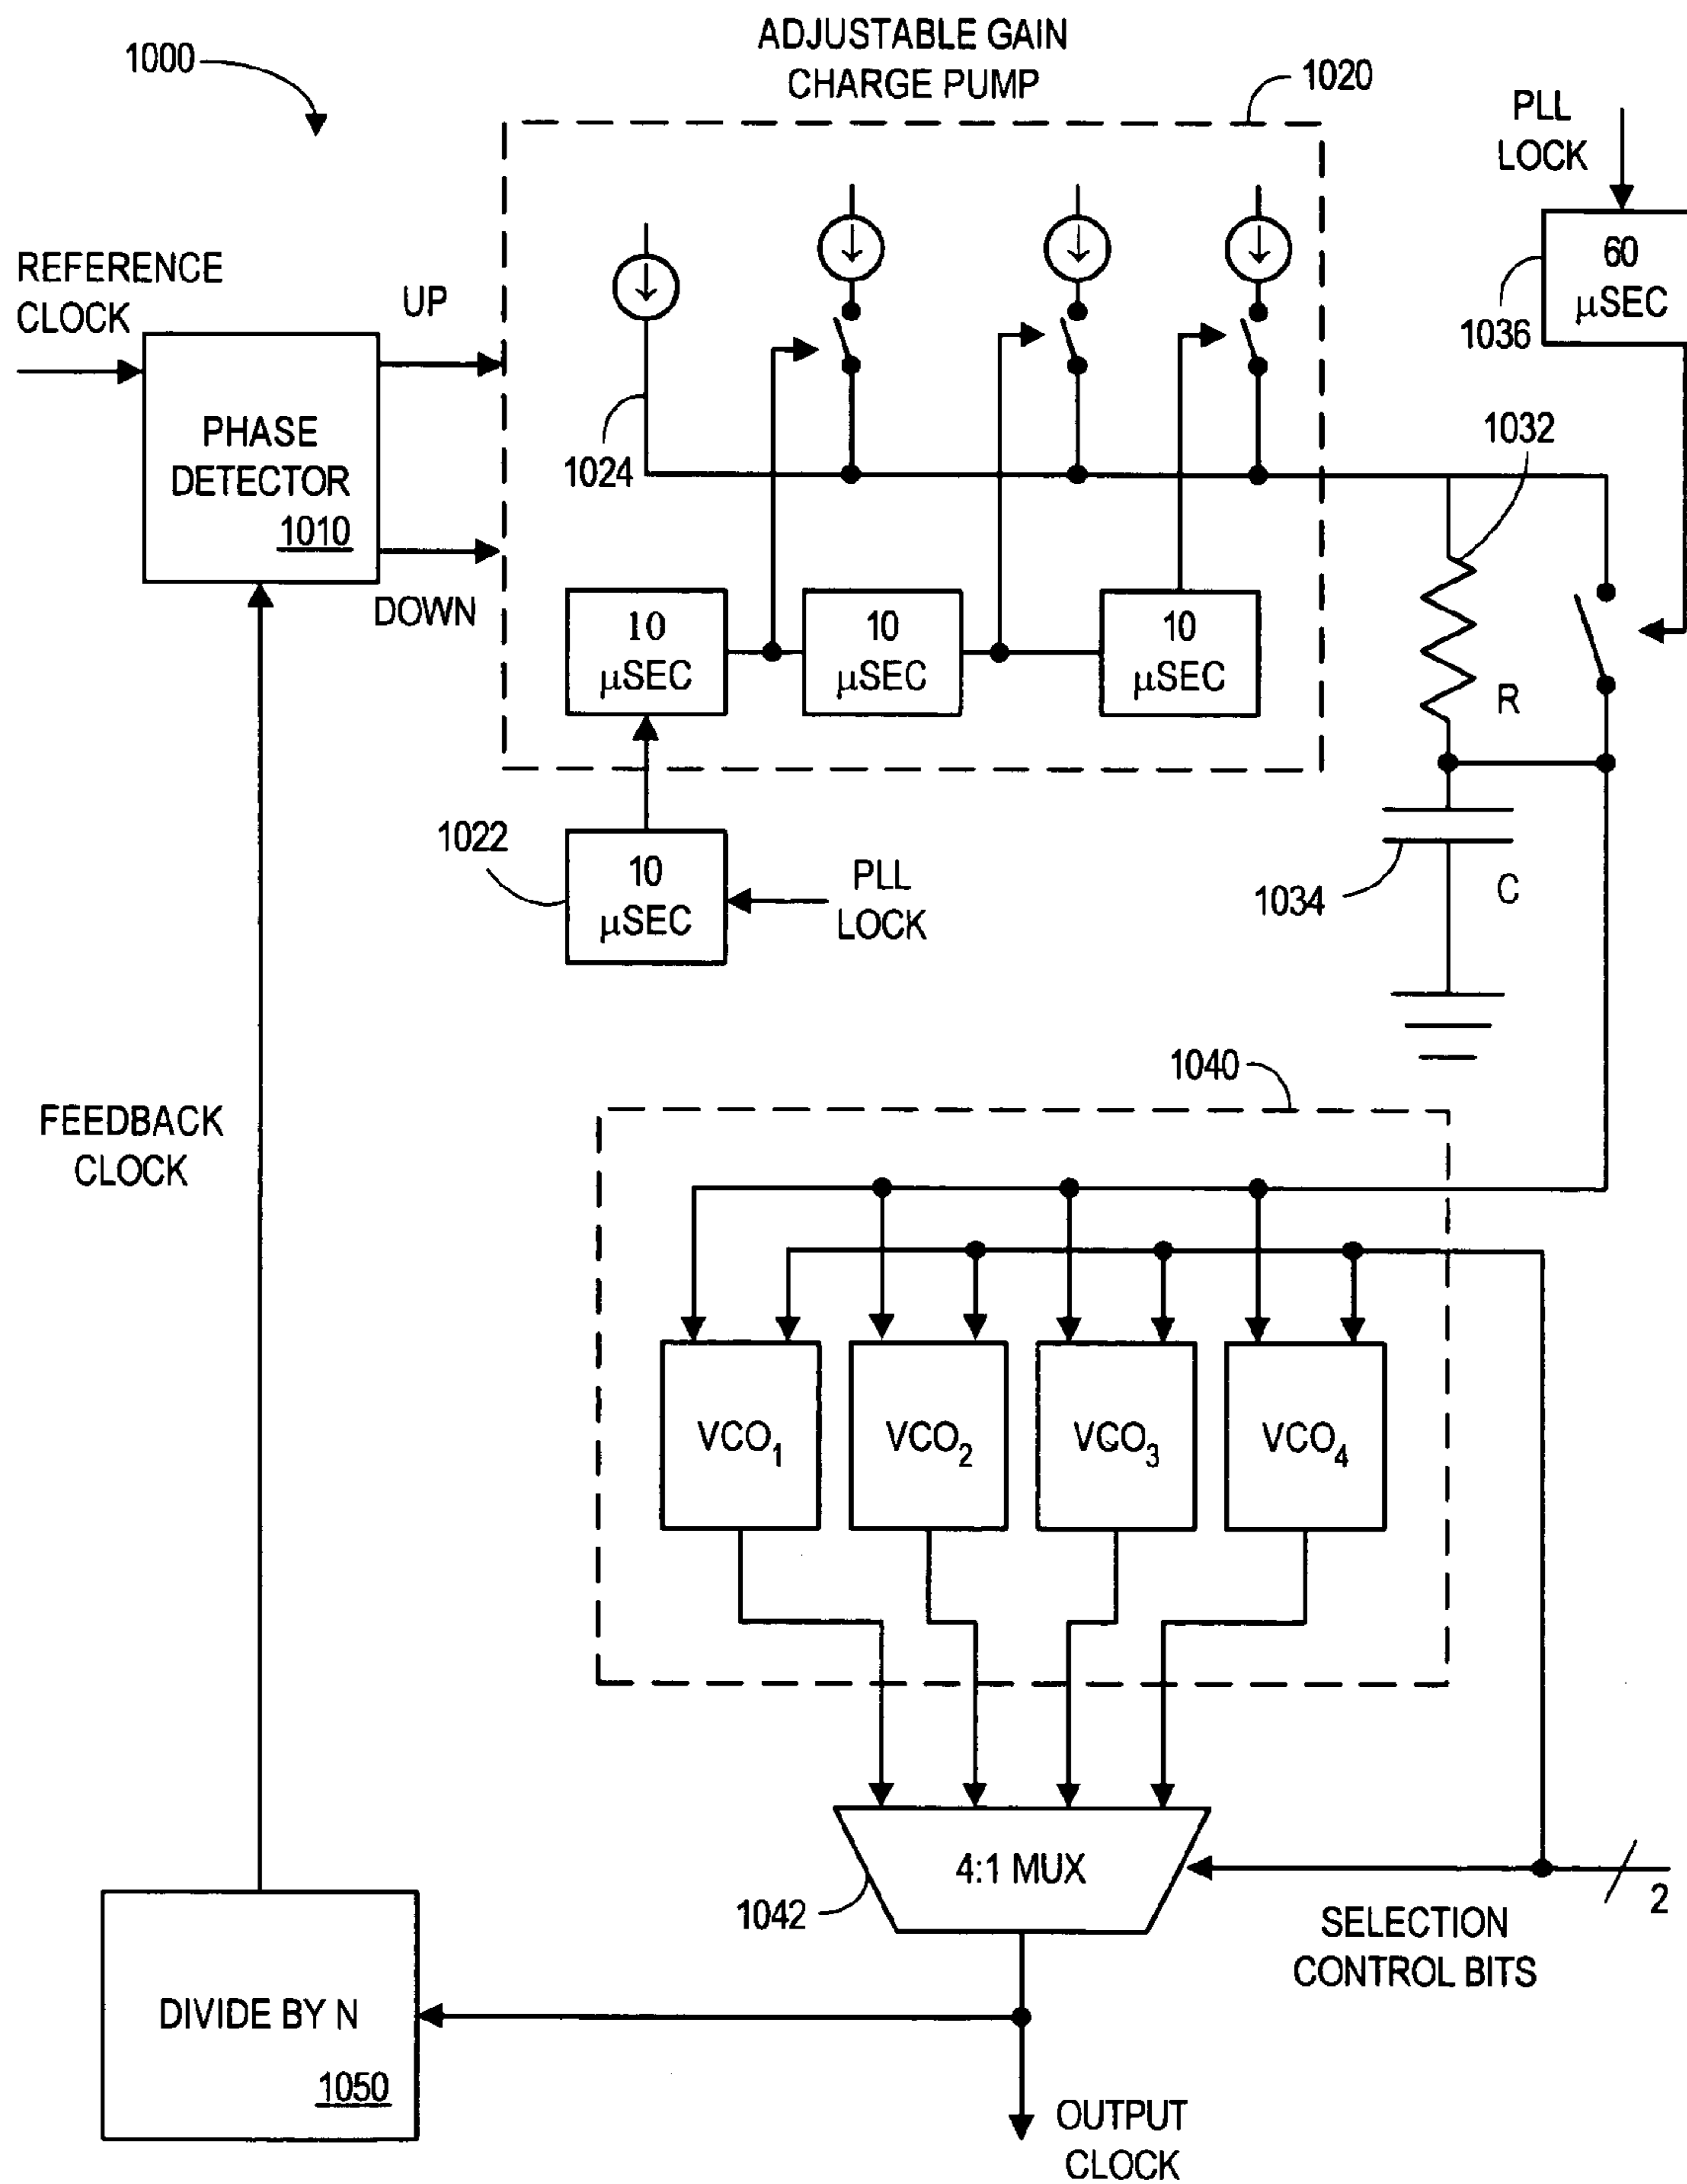 ADJUSTABLE GAIN
CHARGE PUMP
1000
1020
PLL
LOCK
60
µSEC
1036
REFERENCE
CLOCK
UP
PHASE
DETECTOR
1010
DOWN
1024
1032
10
µSEC
10
µSEC
10
µSEC
R
1022
10
µSEC
PLL
LOCK
1034
C
1040
FEEDBACK
CLOCK
VCO1
VCO2
VCO3
VCO4
4:1 MUX
1042
2
SELECTION
CONTROL BITS
DIVIDE BY N
1050
OUTPUT
CLOCK